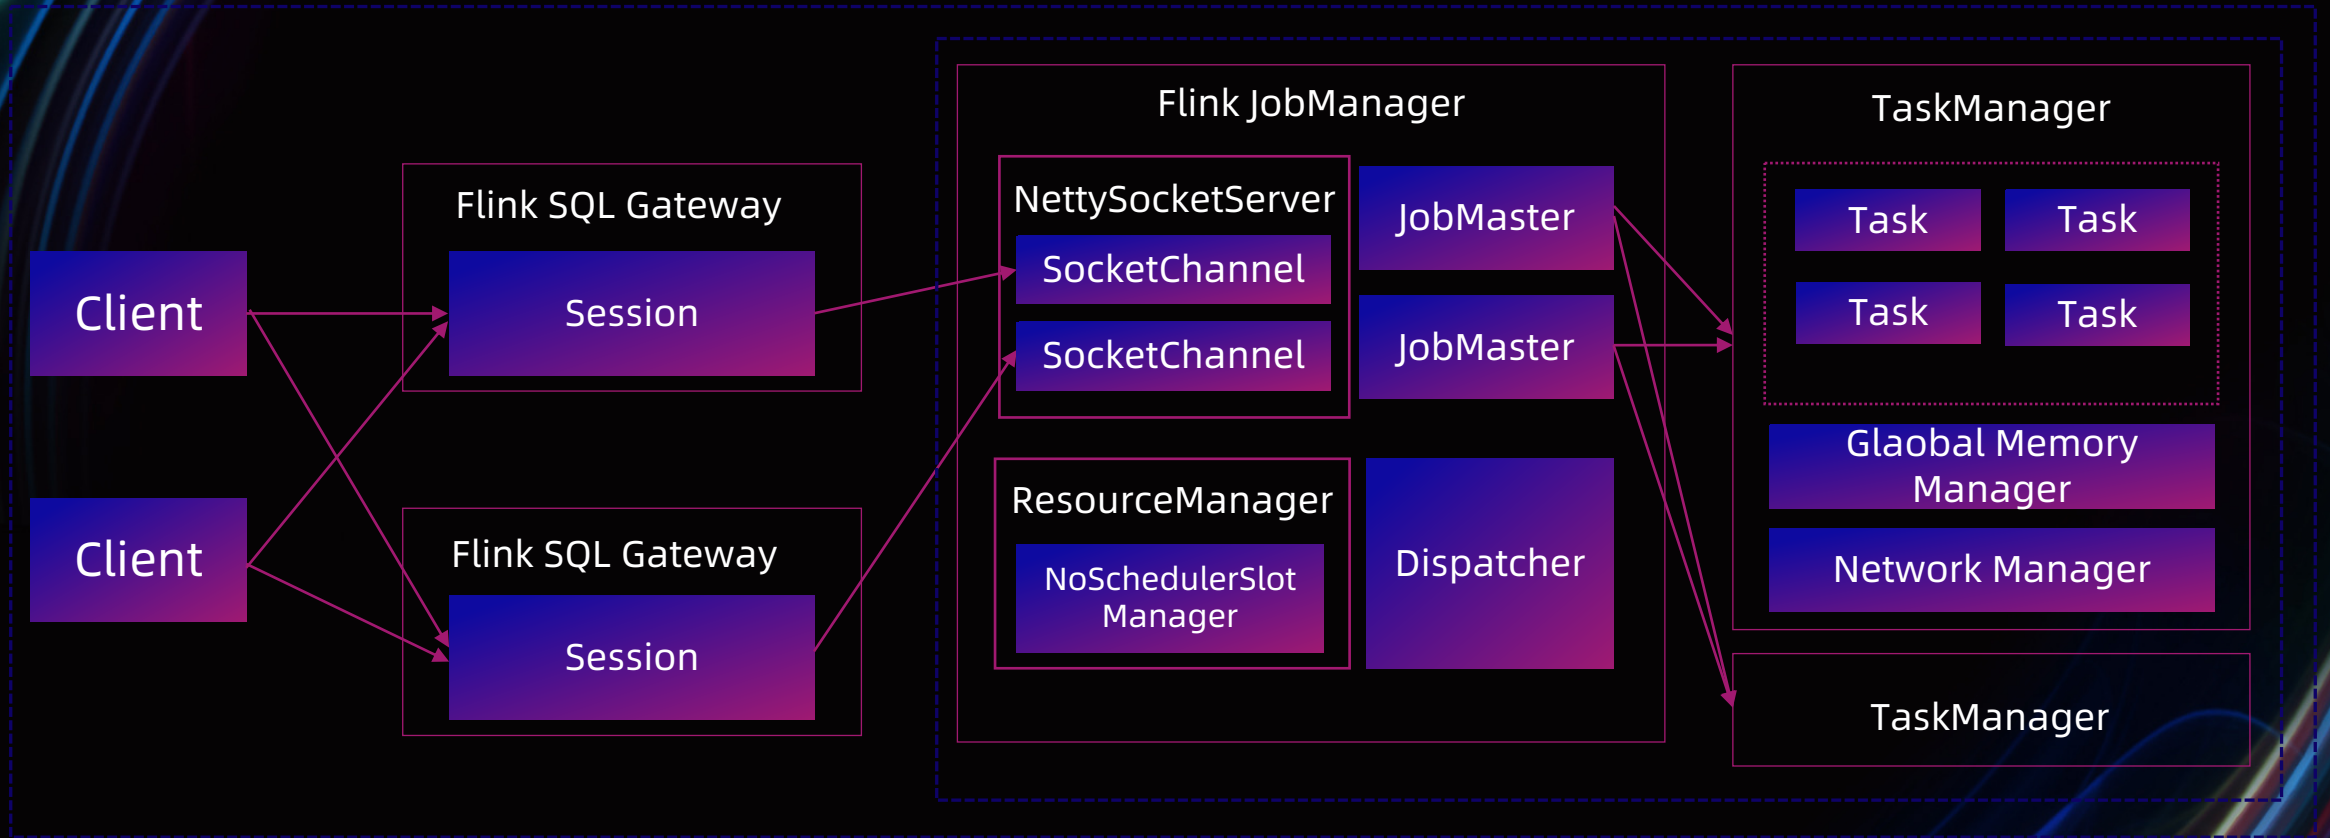 Client
Client
Flink SQL Gateway
Session
Flink SQL Gateway
Session
Flink JobManager
NettySocketServer
SocketChannel
SocketChannel
JobMaster
JobMaster
ResourceManager
NoSchedulerSlot
Manager
Dispatcher
TaskManager
Task
Task
Task
Task
Glaobal Memory
Manager
Network Manager
TaskManager